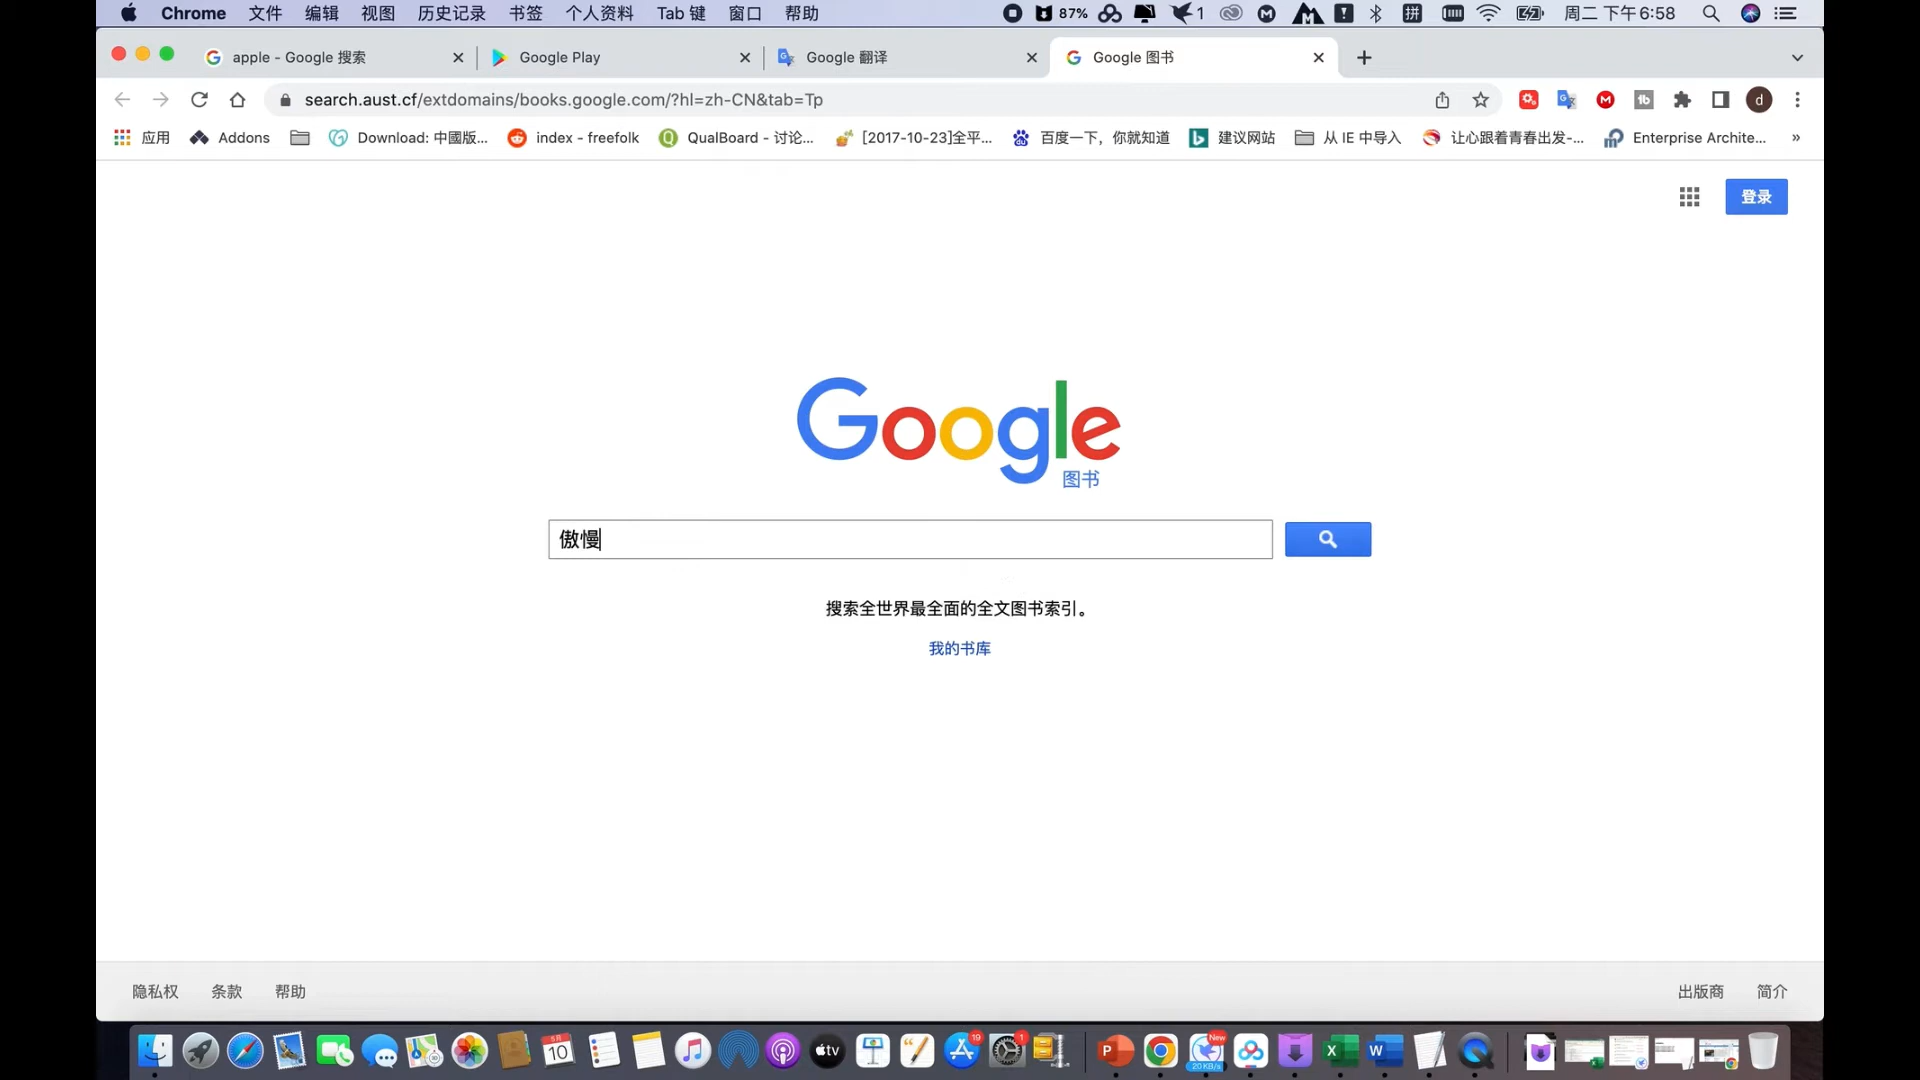 Chrome 文件 编辑 视图 历史记录 书签 个人资料 Tab 键 窗口 帮助 87% 1 周二 下午 6:58
apple - Google 搜索 Google Play Google 翻译 Google 图书
search.aust.cf/extdomains/books.google.com/?hl=zh-CN&tab=Tp
应用 Addons Download: 中國版... index - freefolk QualBoard - 讨论... [2017-10-23]全平... 百度一下，你就知道 建议网站 从 IE 中导入 让心跟着青春出发-... Enterprise Archite... »
登录
Google
图书
傲慢
搜索全世界最全面的全文图书索引。
我的书库
隐私权 条款 帮助 出版商 简介